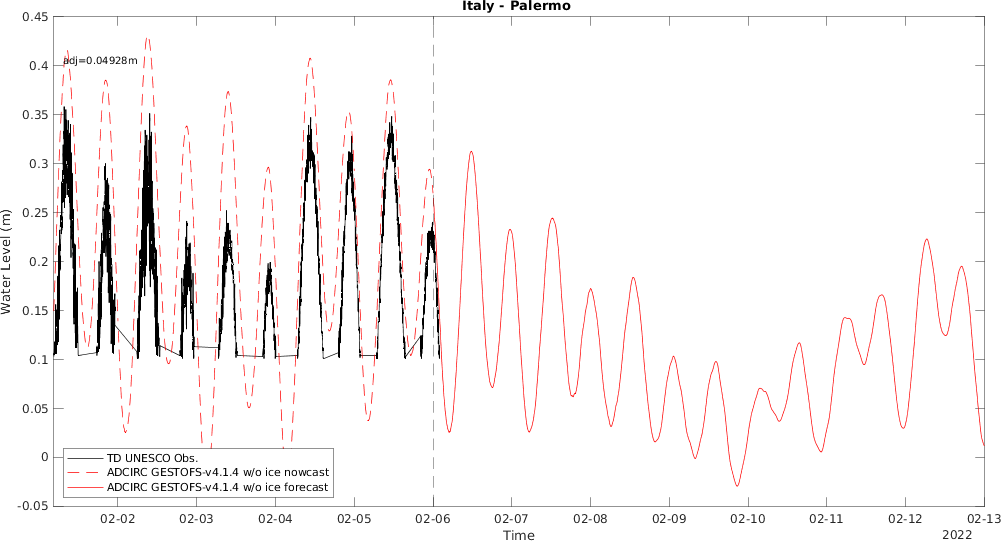 Italy - Palermo
0.45
0.4
0.35
0.3
0.25
0.2
0.15
0.1
0.05
0
-0.05
Water Level (m)
adj=0.04928m
TD UNESCO Obs.
ADCIRC GESTOFS-v4.1.4 w/o ice nowcast
ADCIRC GESTOFS-v4.1.4 w/o ice forecast
02-02 02-03 02-04 02-05 02-06 02-07 02-08 02-09 02-10 02-11 02-12 02-13
Time
2022